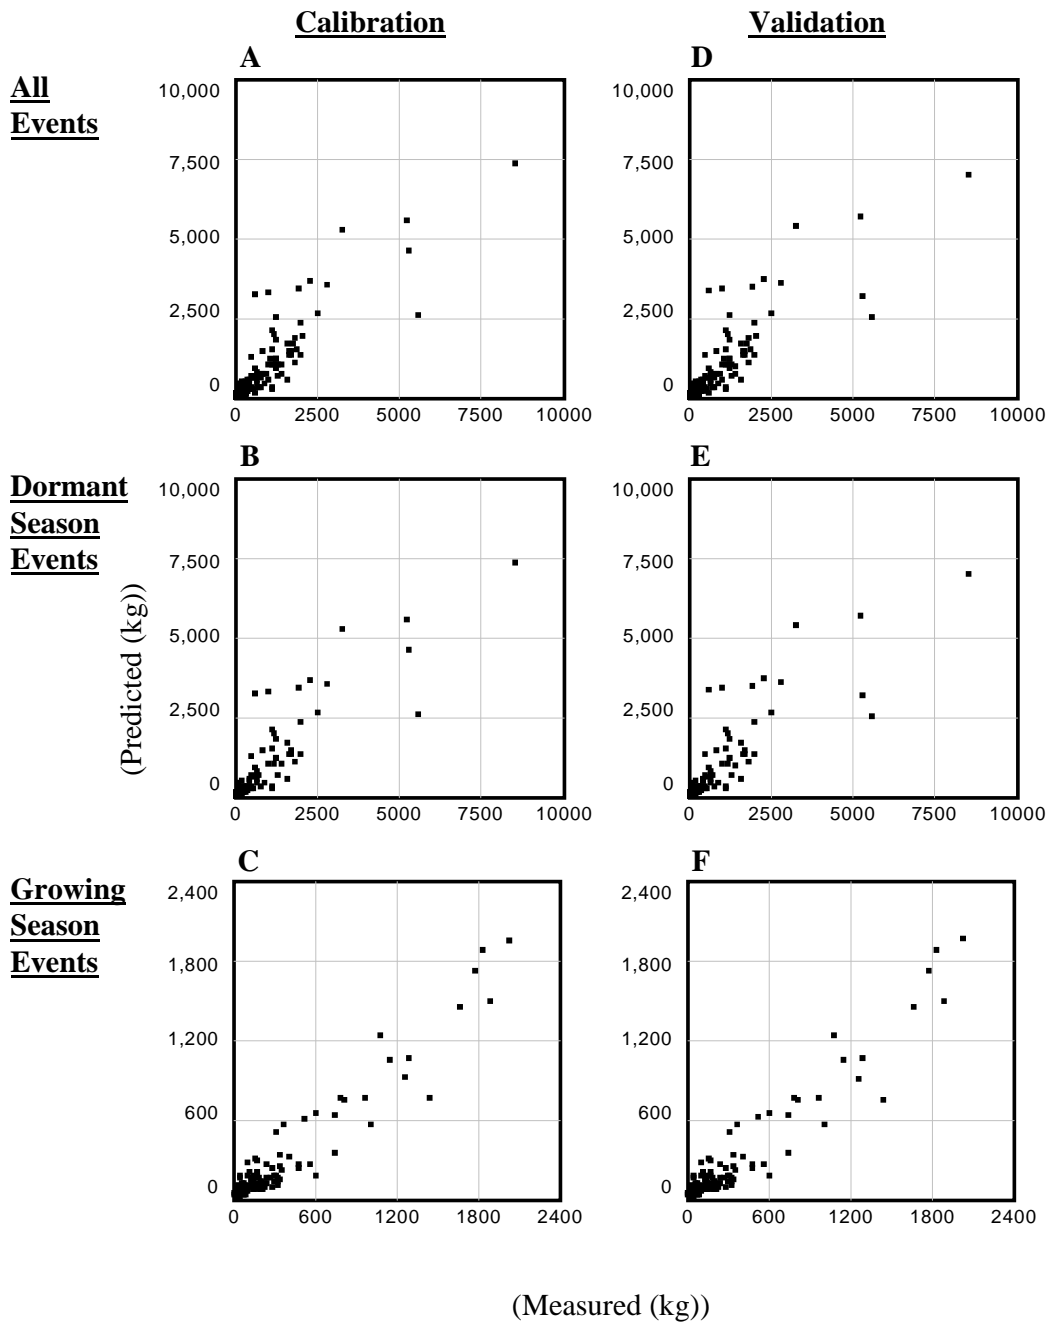 Calibration
Validation
A
D
All
Events
10,000
7,500
5,000
2,500
0
0 2500 5000 7500 10000
10,000
7,500
5,000
2,500
0
0 2500 5000 7500 10000
B
E
Dormant
Season
Events
(Predicted (kg))
10,000
7,500
5,000
2,500
0
0 2500 5000 7500 10000
10,000
7,500
5,000
2,500
0
0 2500 5000 7500 10000
C
F
Growing
Season
Events
2,400
1,800
1,200
600
0
0 600 1200 1800 2400
2,400
1,800
1,200
600
0
0 600 1200 1800 2400
(Measured (kg))